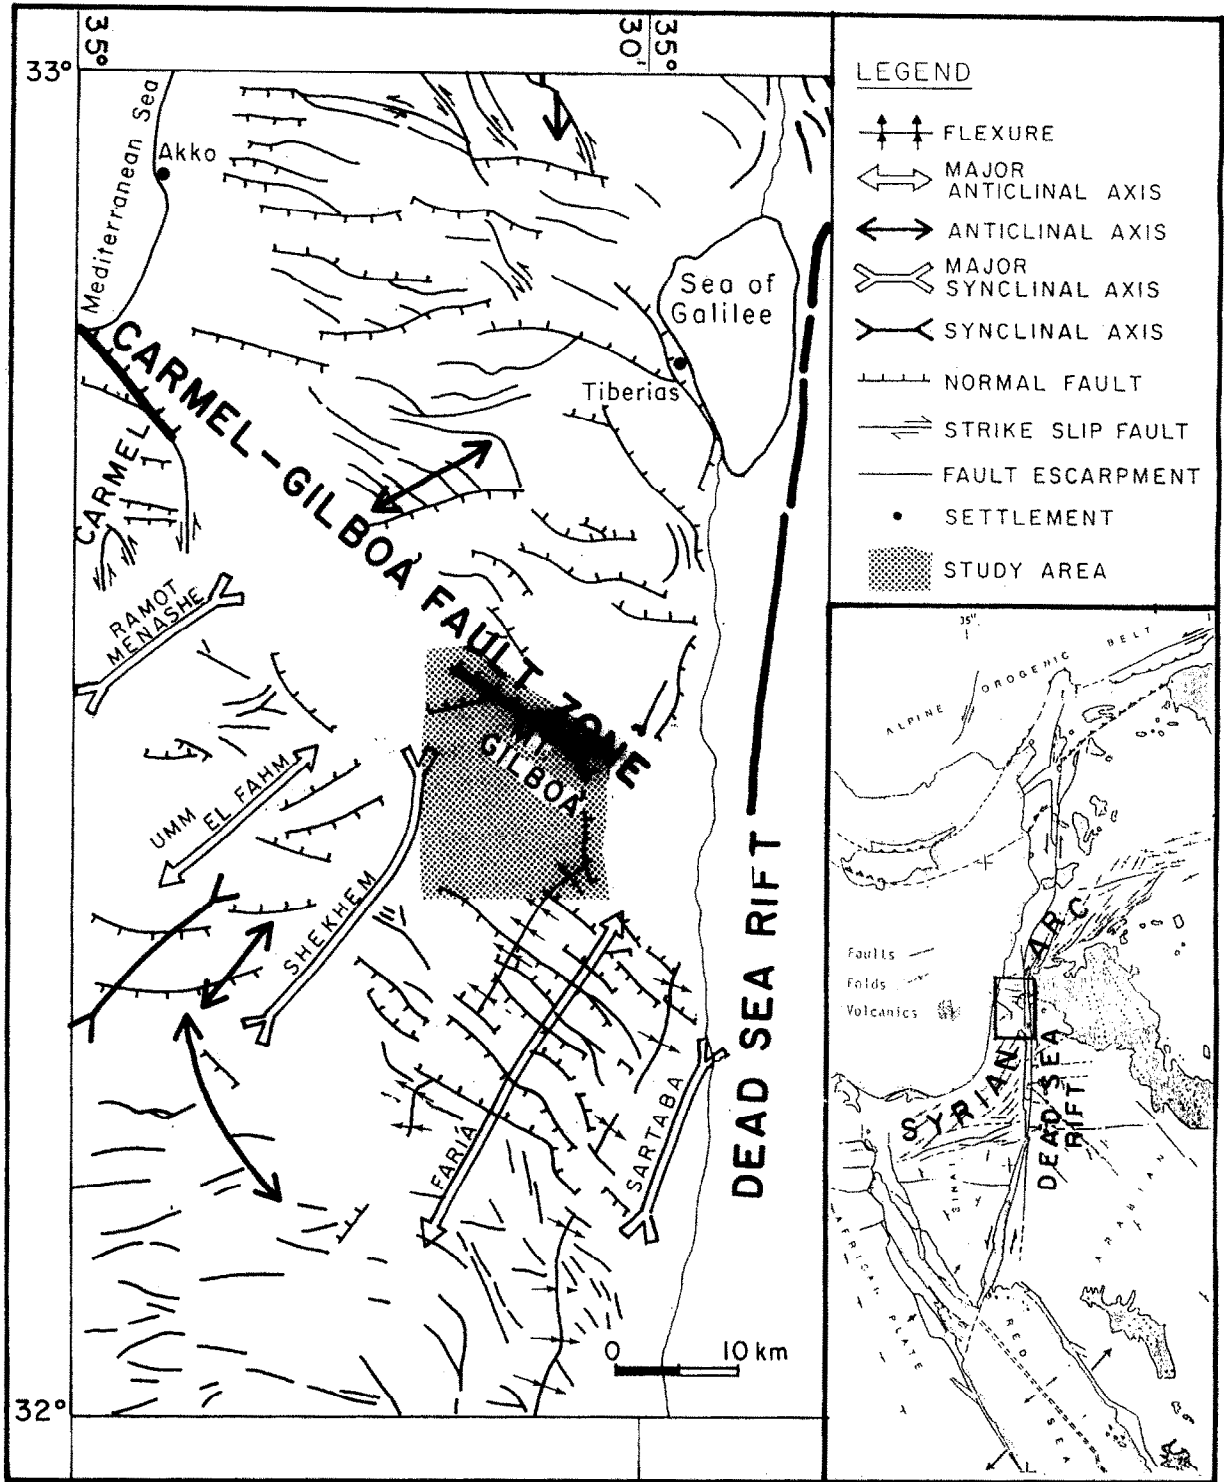 35°
30' 35°
33°
Mediterranean Sea
Akko
Sea of
Galilee
Tiberias
CARMEL-GILBOA' FAULT ZONE
CARMEL
RAMOT
MENASHE
MT.
GILBOA'
UMM EL FAHM
SHEKHEM
FARIA'
SARTABA
DEAD SEA RIFT
0 10 km
32°
LEGEND
FLEXURE
MAJOR
ANTICLINAL AXIS
ANTICLINAL AXIS
MAJOR
SYNCLINAL AXIS
SYNCLINAL AXIS
NORMAL FAULT
STRIKE SLIP FAULT
FAULT ESCARPMENT
SETTLEMENT
STUDY AREA
35°
ALPINE OROGENIC BELT
Faults
Folds
Volcanics
SYRIAN ARC
DEAD SEA
RIFT
SINAI
ARABIAN
AFRICAN PLATE
RED SEA